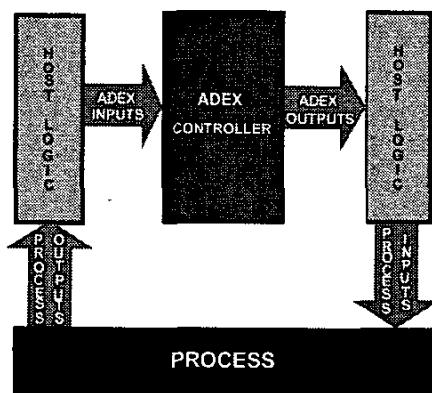 HOST LOGIC
ADEX
INPUTS
ADEX
CONTROLLER
ADEX
OUTPUTS
HOST LOGIC
PROCESS
OUTPUTS
PROCESS
INPUTS
PROCESS